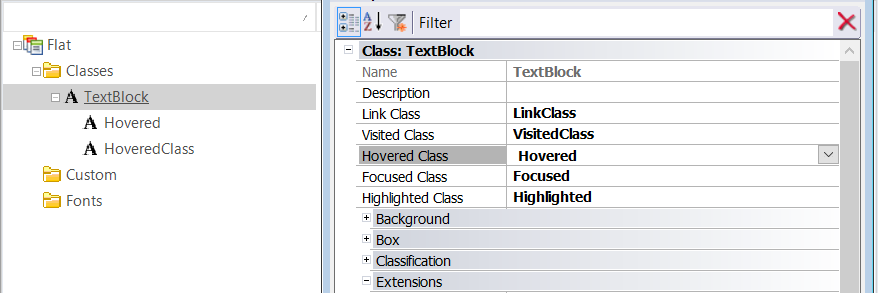 Flat
Classes
TextBlock
Hovered
HoveredClass
Custom
Fonts
Filter
Class: TextBlock
Name TextBlock
Description
Link Class LinkClass
Visited Class VisitedClass
Hovered Class Hovered
Focused Class Focused
Highlighted Class Highlighted
Background
Box
Classification
Extensions